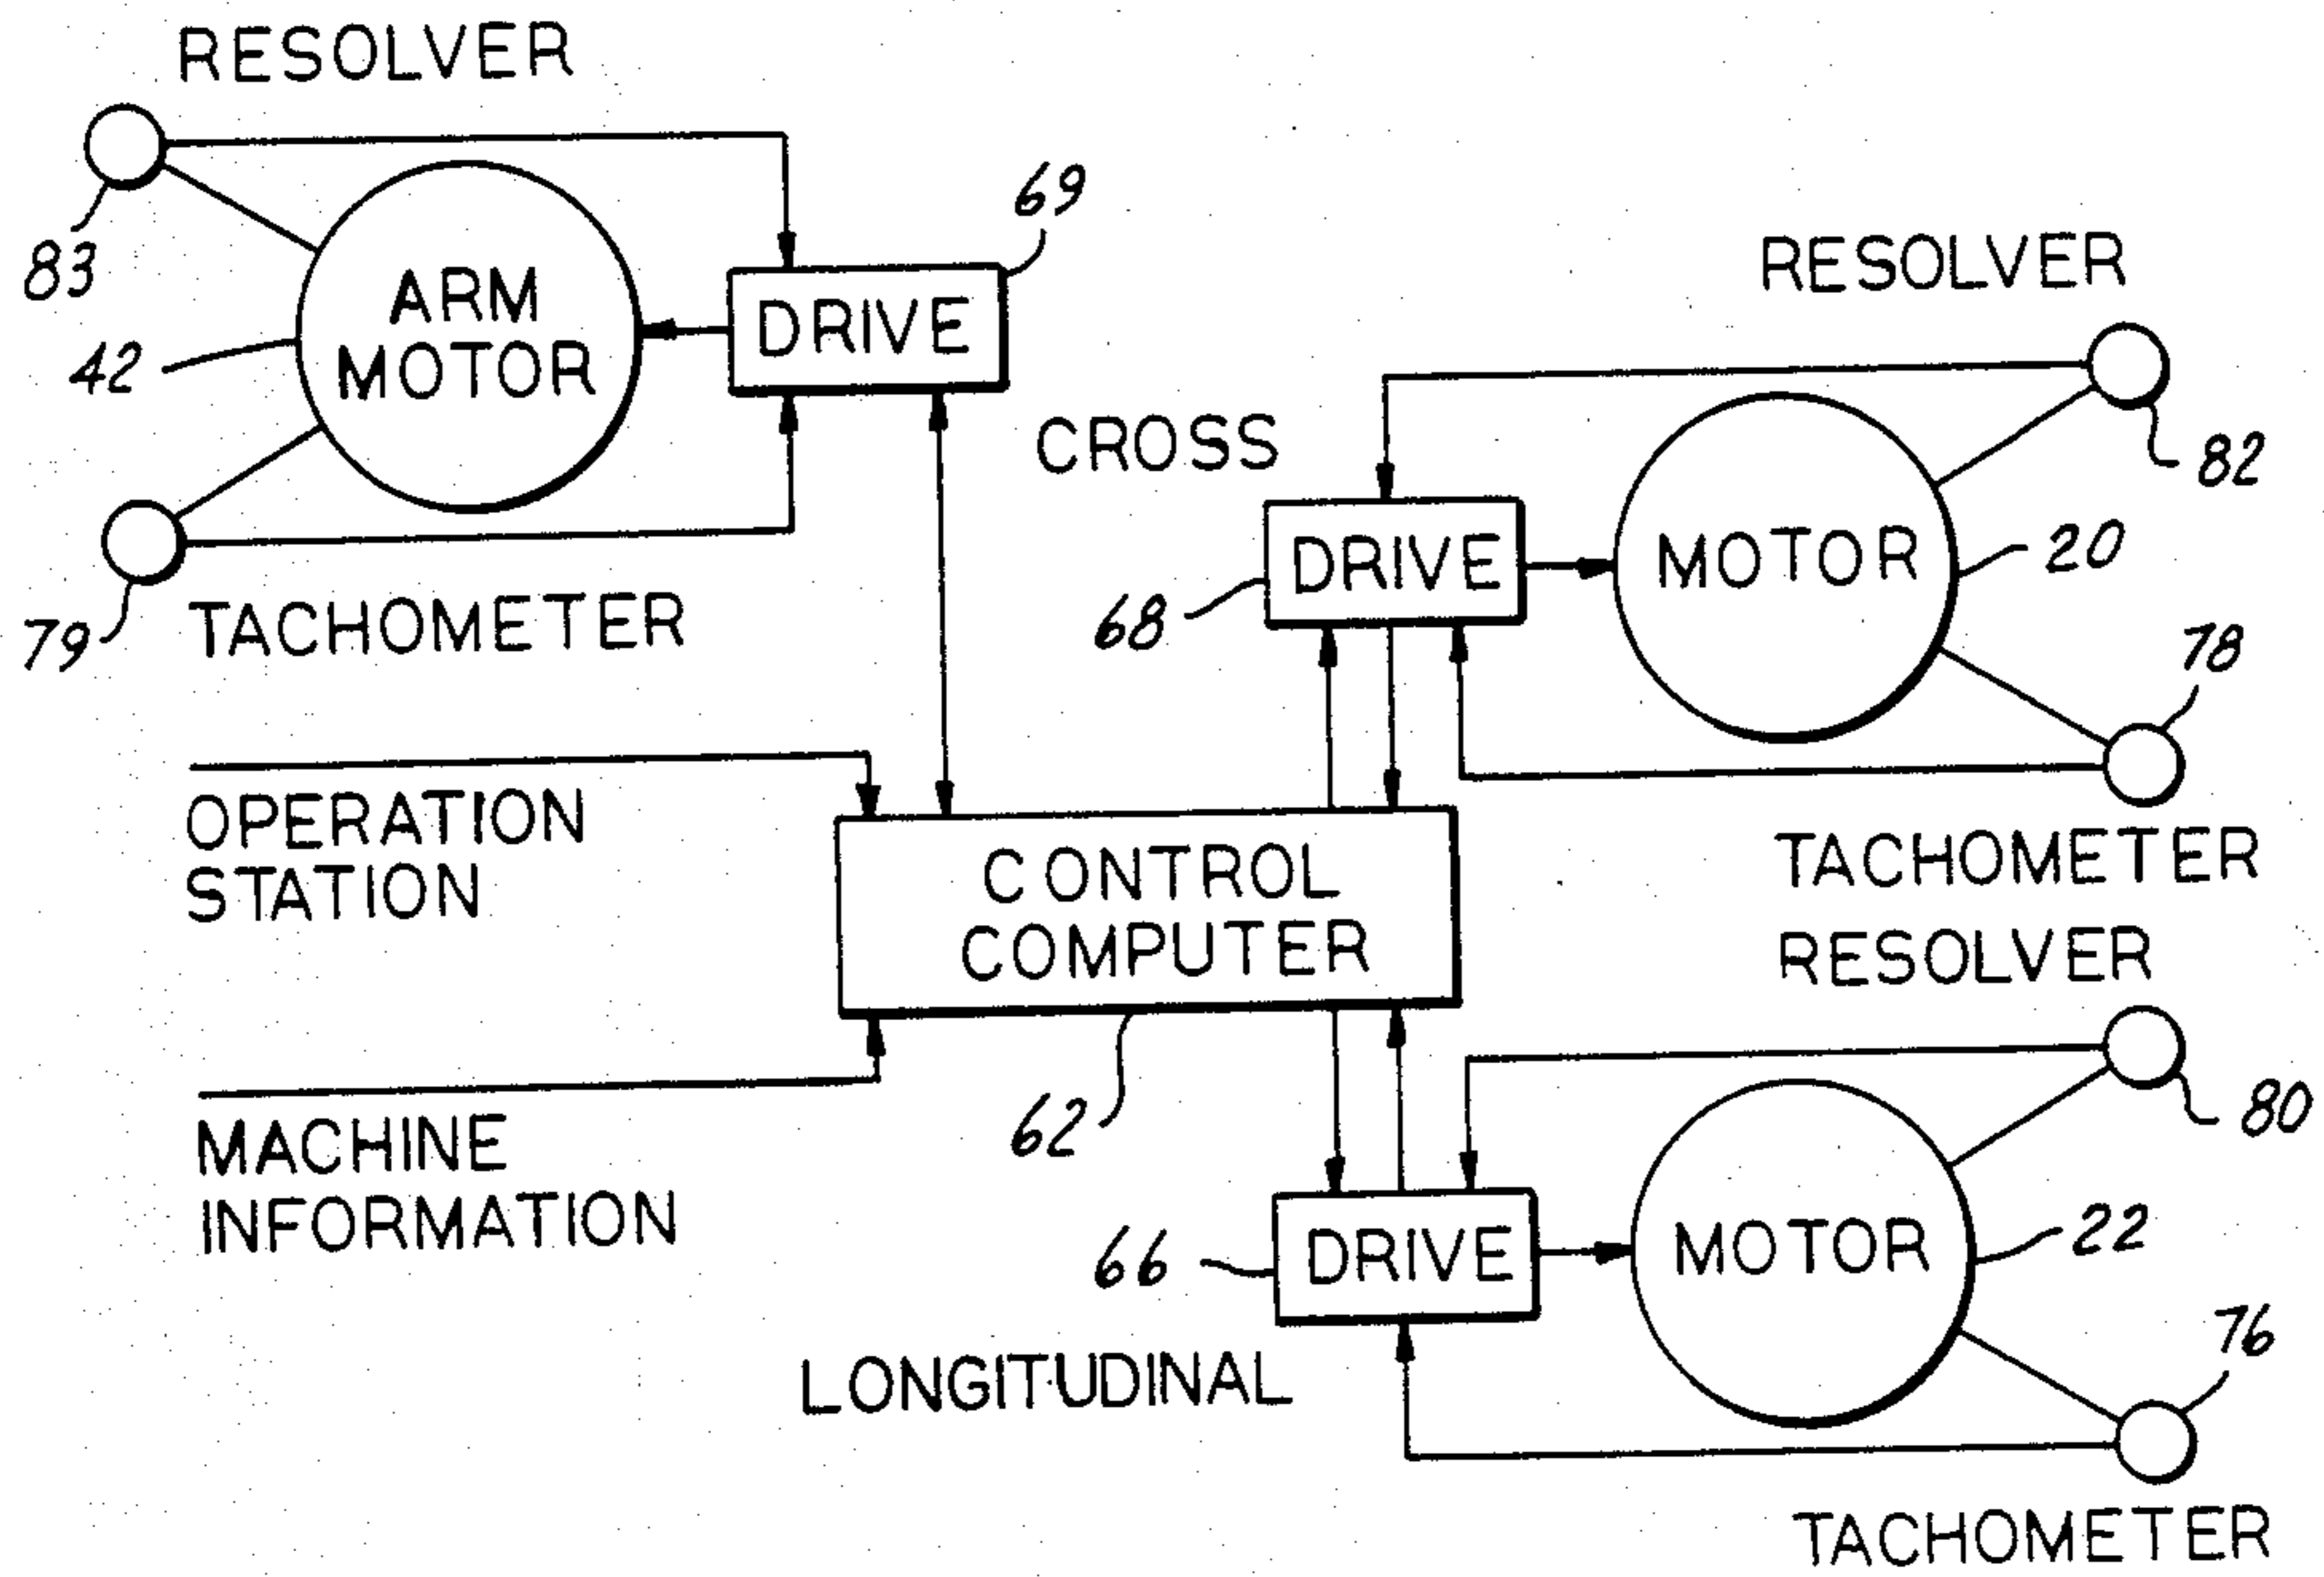 RESOLVER
83
ARM
MOTOR
42
DRIVE
69
79
TACHOMETER
CROSS
RESOLVER
82
DRIVE
68
MOTOR
20
78
TACHOMETER
OPERATION
STATION
CONTROL
COMPUTER
62
MACHINE
INFORMATION
RESOLVER
80
DRIVE
66
MOTOR
22
76
LONGITUDINAL
TACHOMETER